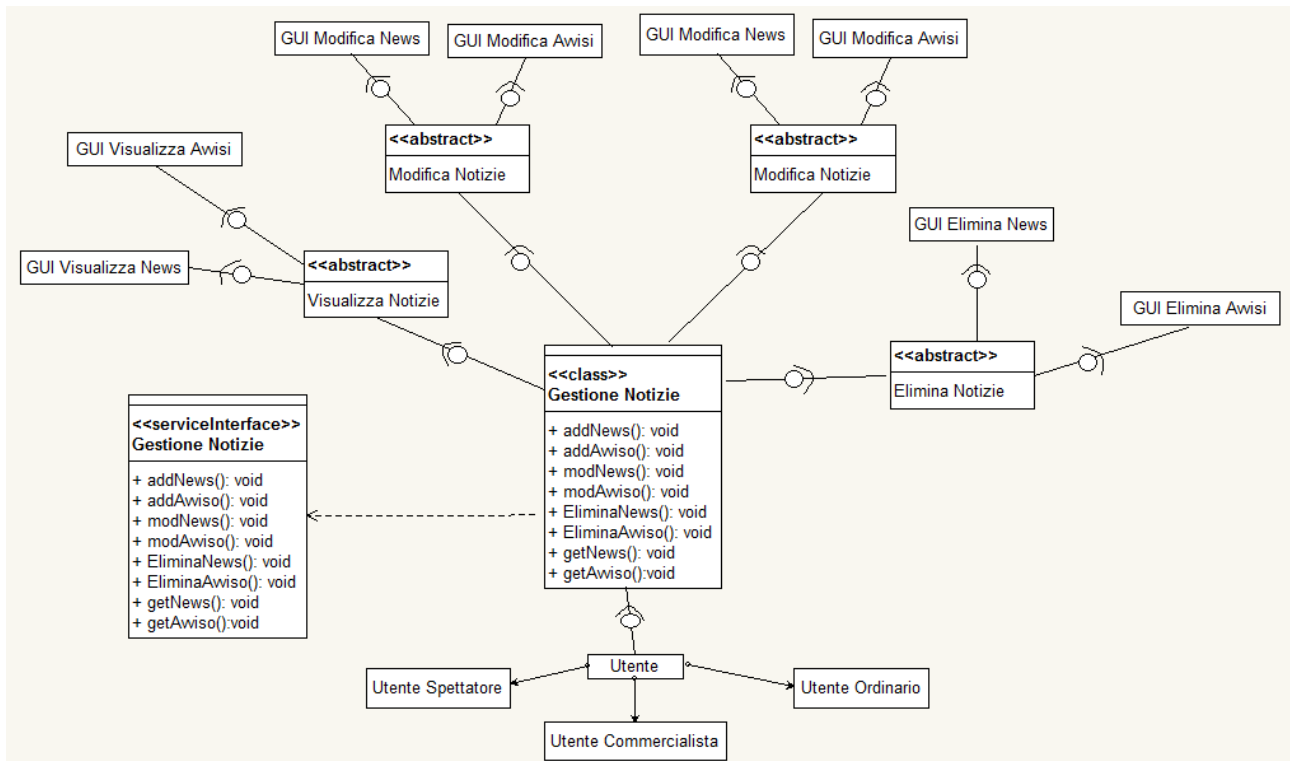 GUI Modifica News
GUI Modifica Avvisi
GUI Modifica News
GUI Modifica Avvisi
GUI Visualizza Avvisi
<<abstract>>
Modifica Notizie
<<abstract>>
Modifica Notizie
GUI Elimina News
GUI Visualizza News
<<abstract>>
Visualizza Notizie
GUI Elimina Avvisi
<<abstract>>
Elimina Notizie
<<class>>
Gestione Notizie
+ addNews(): void
+ addAvviso(): void
+ modNews(): void
+ modAvviso(): void
+ EliminaNews(): void
+ EliminaAvviso(): void
+ getNews(): void
+ getAvviso():void
<<serviceInterface>>
Gestione Notizie
+ addNews(): void
+ addAvviso(): void
+ modNews(): void
+ modAvviso(): void
+ EliminaNews(): void
+ EliminaAvviso(): void
+ getNews(): void
+ getAvviso():void
Utente
Utente Spettatore
Utente Ordinario
Utente Commercialista